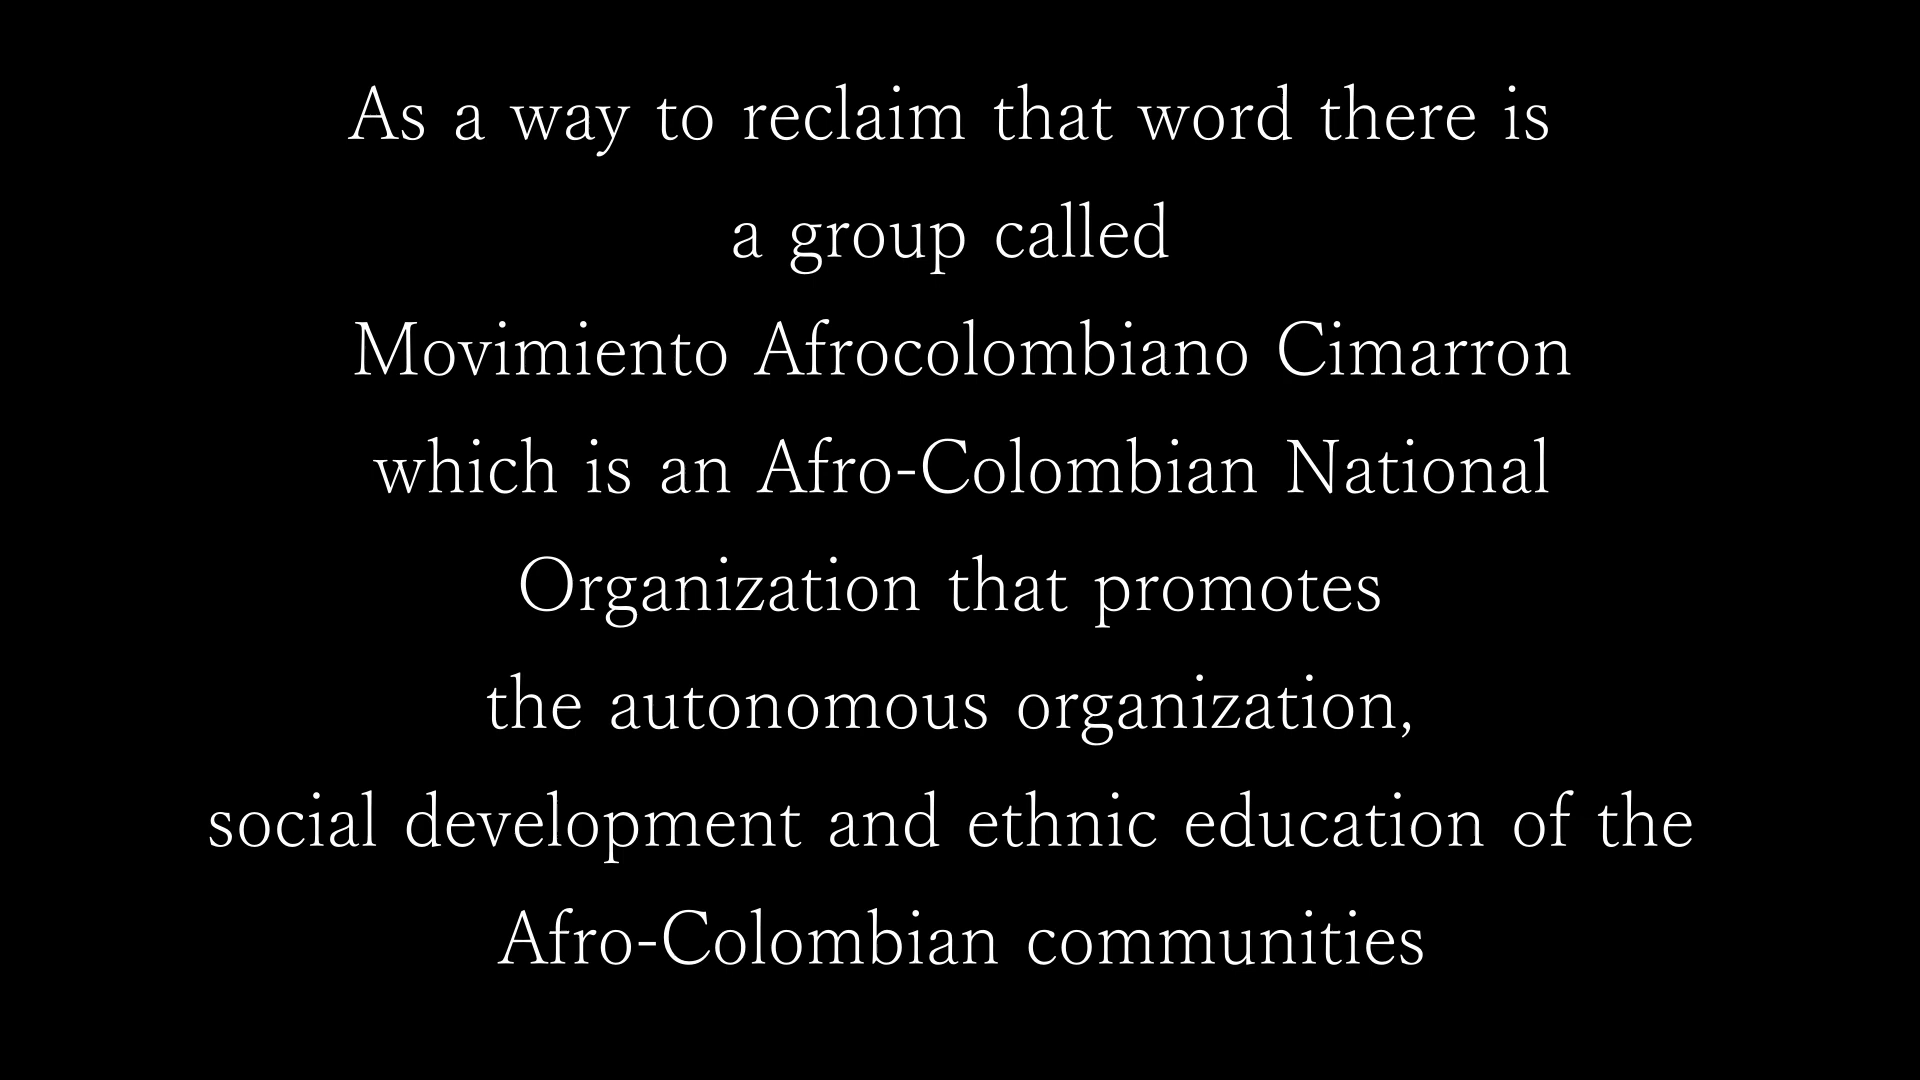 As a way to reclaim that word there is
a group called
Movimiento Afrocolombiano Cimarron
which is an Afro-Colombian National
Organization that promotes
the autonomous organization,
social development and ethnic education of the
Afro-Colombian communities